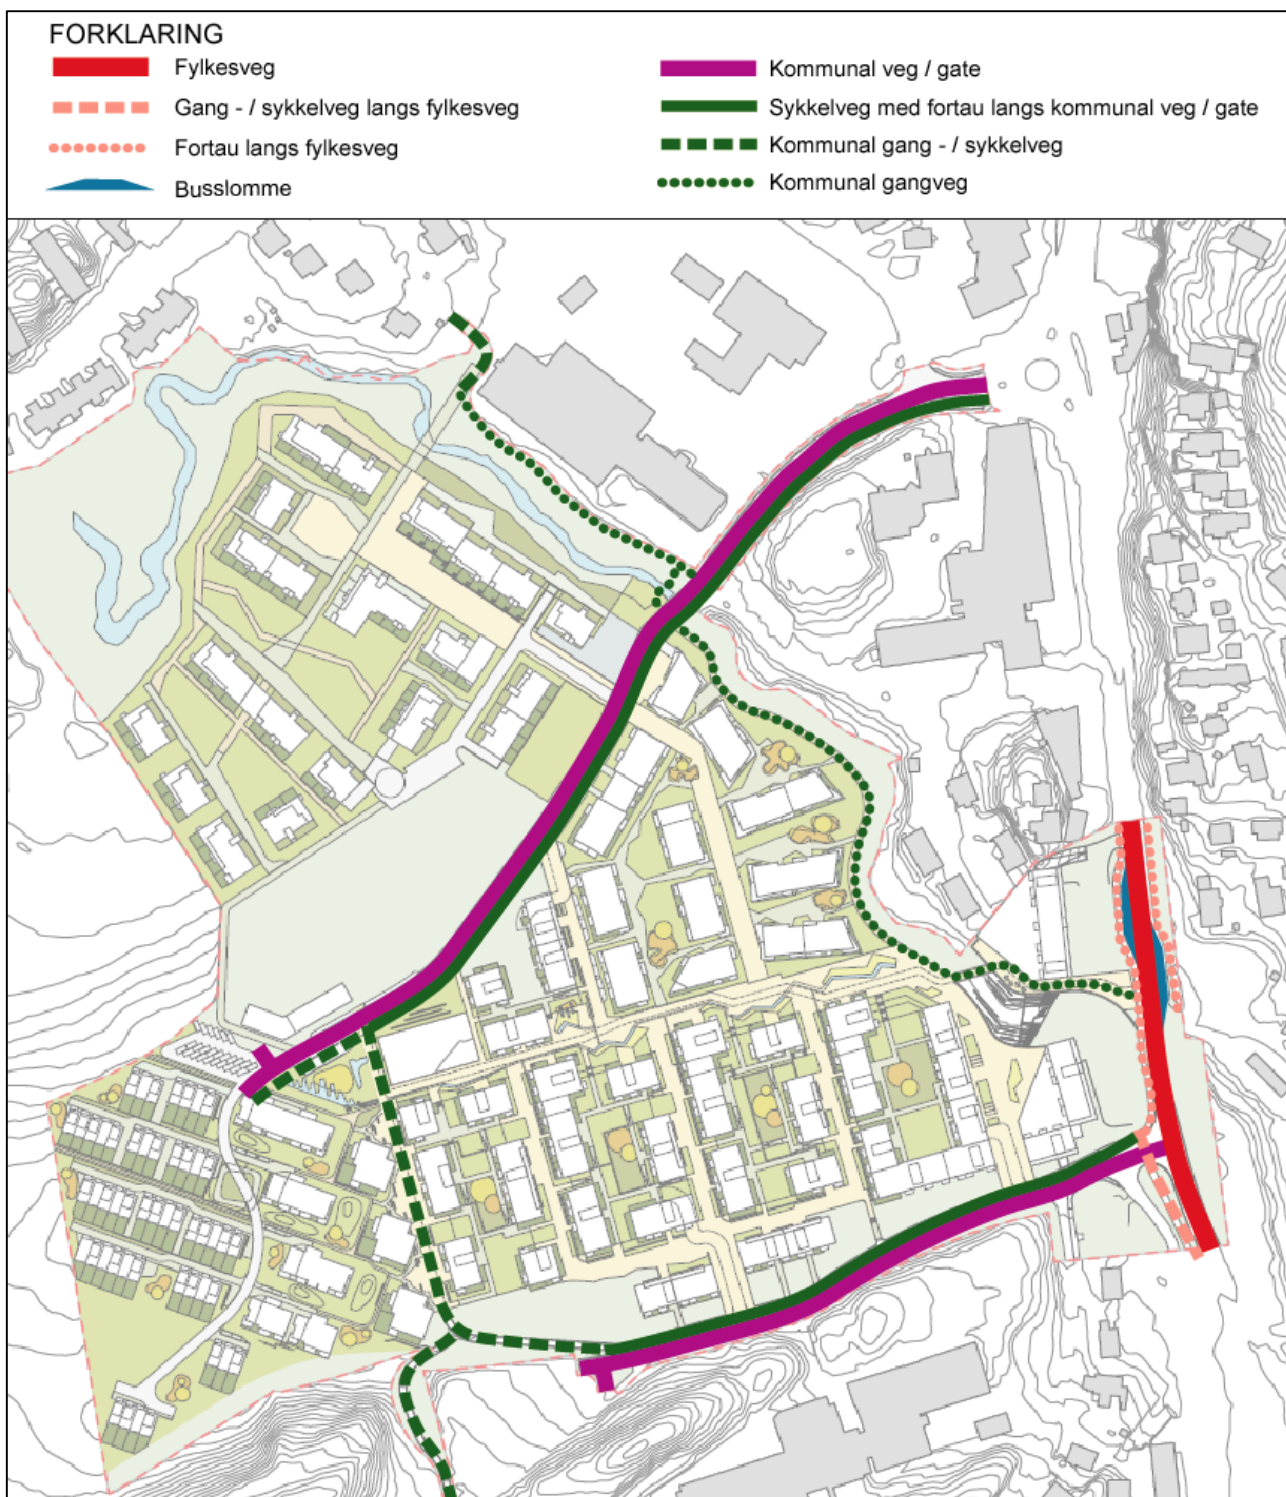 FORKLARING
Fylkesveg
Gang - / sykkelveg langs fylkesveg
Fortau langs fylkesveg
Busslomme
Kommunal veg / gate
Sykkelveg med fortau langs kommunal veg / gate
Kommunal gang - / sykkelveg
Kommunal gangveg